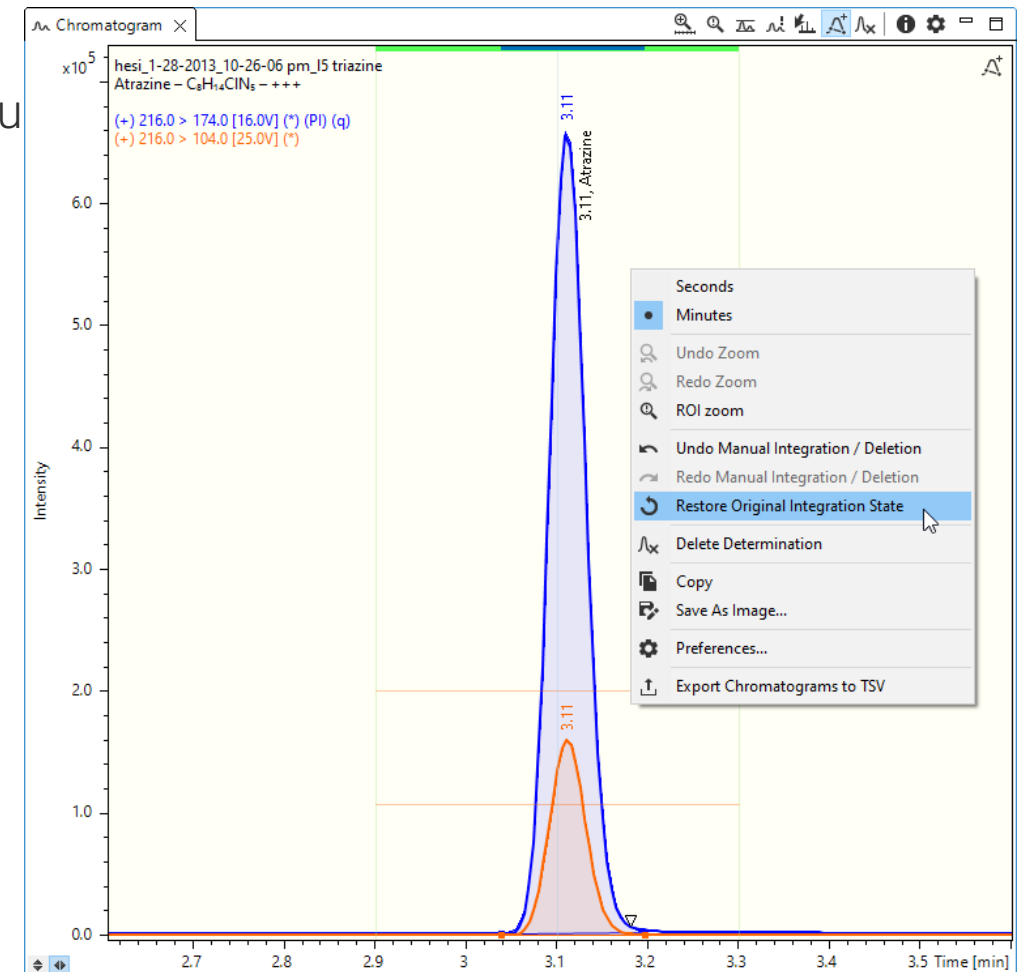 Chromatogram
u
x10⁵
hesi_1-28-2013_10-26-06 pm_I5 triazine
Atrazine – C₈H₁₄ClN₅ – +++
(+) 216.0 > 174.0 [16.0V] (*) (PI) (q)
(+) 216.0 > 104.0 [25.0V] (*)
3.11
3.11, Atrazine
6.0
5.0
4.0
3.0
2.0
1.0
0.0
Intensity
3.11
Seconds
Minutes
Undo Zoom
Redo Zoom
ROI zoom
Undo Manual Integration / Deletion
Redo Manual Integration / Deletion
Restore Original Integration State
Delete Determination
Copy
Save As Image...
Preferences...
Export Chromatograms to TSV
2.7 2.8 2.9 3 3.1 3.2 3.3 3.4 3.5 Time [min]